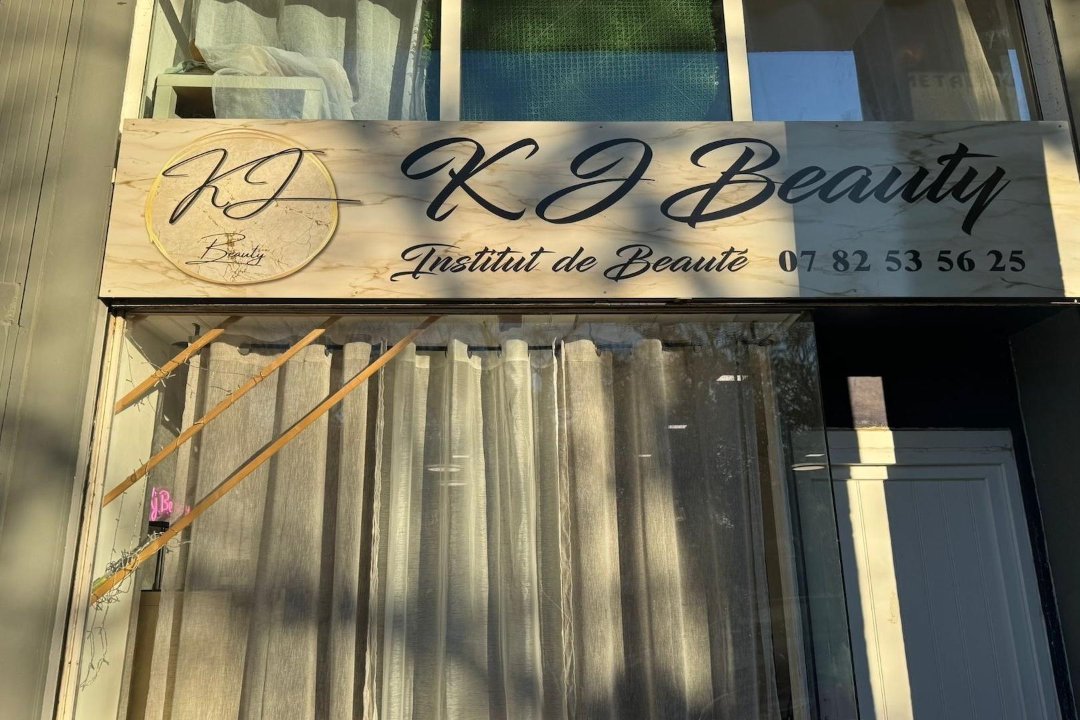 KJ
Beauty
KJ Beauty
Institut de Beauté 07 82 53 56 25